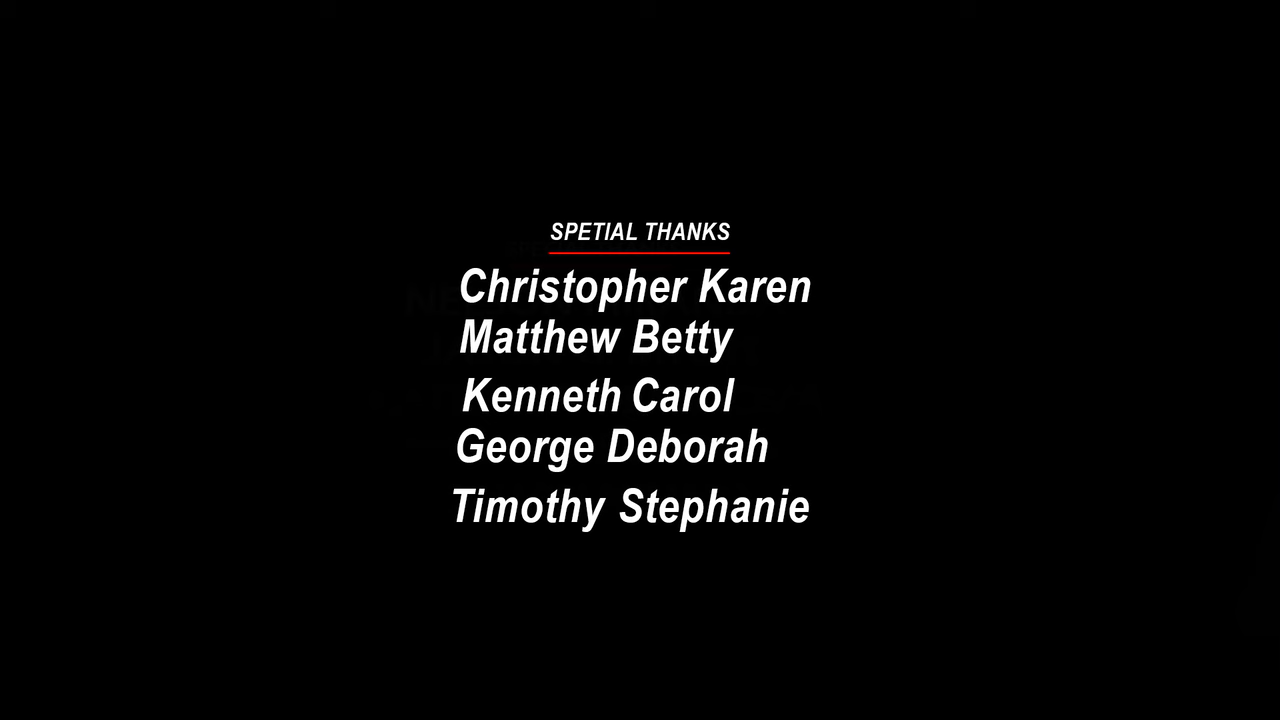 SPETIAL THANKS
Christopher Karen
Matthew Betty
Kenneth Carol
George Deborah
Timothy Stephanie